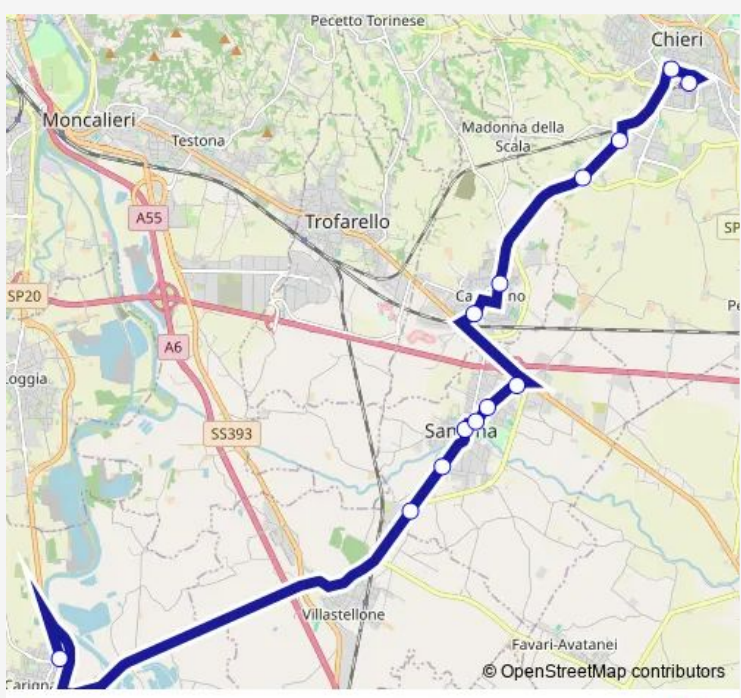 Pecetto Torinese
Chieri
Moncalieri
Testona
Madonna della
Scala
Trofarello
A55
SP
SP20
A6
oggia
SS393
Villastellone
Favari-Avatanei
Carigna
© OpenStreetMap contributors